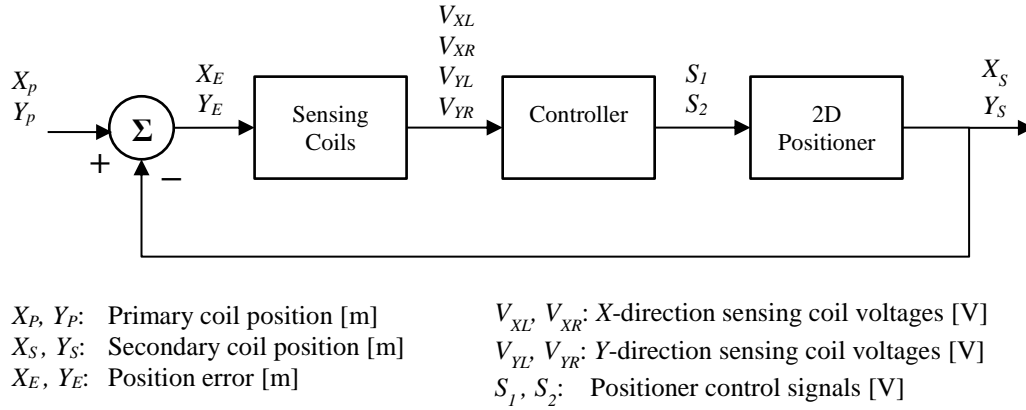 X_p
Y_p
+
Σ
−
X_E
Y_E
Sensing
Coils
V_XL
V_XR
V_YL
V_YR
Controller
S_1
S_2
2D
Positioner
X_S
Y_S
X_P, Y_P: Primary coil position [m]
X_S, Y_S: Secondary coil position [m]
X_E, Y_E: Position error [m]
V_XL, V_XR: X-direction sensing coil voltages [V]
V_YL, V_YR: Y-direction sensing coil voltages [V]
S_1, S_2: Positioner control signals [V]